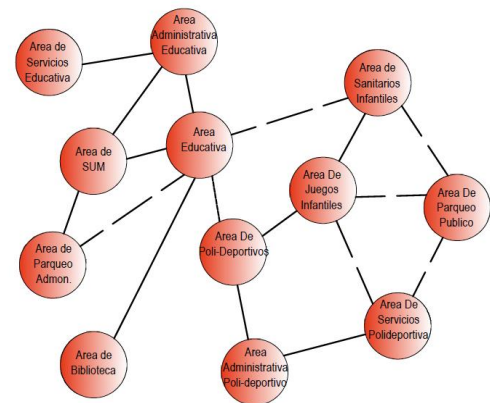 Area
Administrativa
Educativa
Area de
Servicios
Educativa
Area de
Sanitarios
Infantiles
Area
Educativa
Area de
SUM
Area De
Juegos
Infantiles
Area De
Parqueo
Publico
Area De
Poli-Deportivos
Area de
Parqueo
Admon.
Area De
Servicios
Polideportiva
Area de
Biblioteca
Area
Administrativa
Poli-deportivo